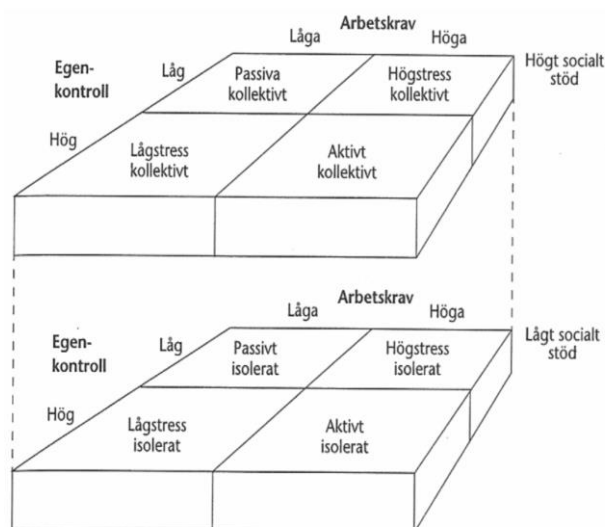 Arbetskrav
Låga
Höga
Egen-
kontroll
Låg
Hög
Passiva
kollektivt
Högstress
kollektivt
Högt socialt
stöd
Lågstress
kollektivt
Aktivt
kollektivt
Arbetskrav
Låga
Höga
Egen-
kontroll
Låg
Hög
Passivt
isolerat
Högstress
isolerat
Lågt socialt
stöd
Lågstress
isolerat
Aktivt
isolerat